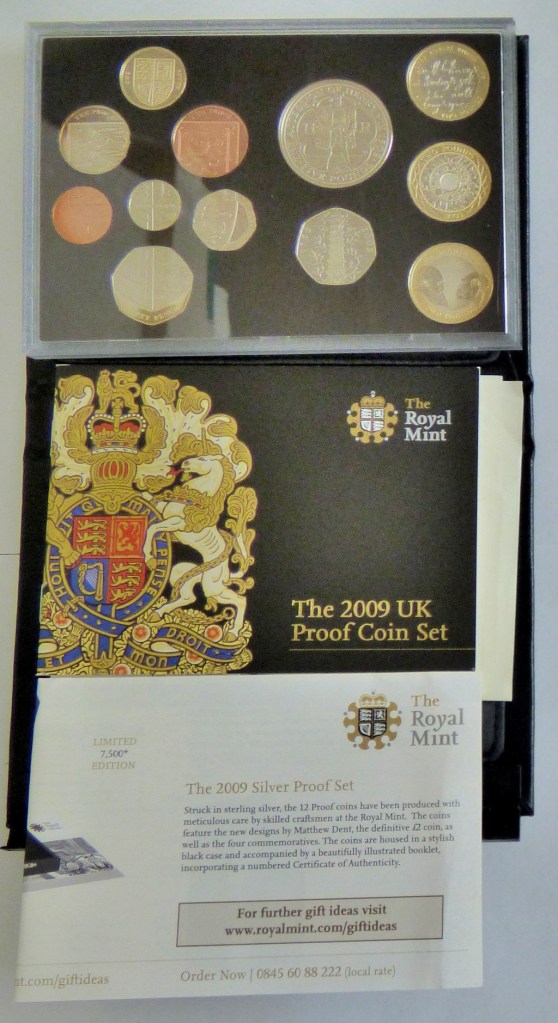 The
Royal
Mint
The 2009 UK
Proof Coin Set
DROIT
ET
MON
The
Royal
Mint
LIMITED
7,500*
EDITION
The 2009 Silver Proof Set
Struck in sterling silver, the 12 Proof coins have been produced with
meticulous care by skilled craftsmen at the Royal Mint. The coins
feature the new designs by Matthew Dent, the definitive £2 coin, as
well as the four commemoratives. The coins are housed in a stylish
black case and accompanied by a beautifully illustrated booklet,
incorporating a numbered Certificate of Authenticity.
For further gift ideas visit
www.royalmint.com/giftideas
nt.com/giftideas
Order Now | 0845 60 88 222 (local rate)